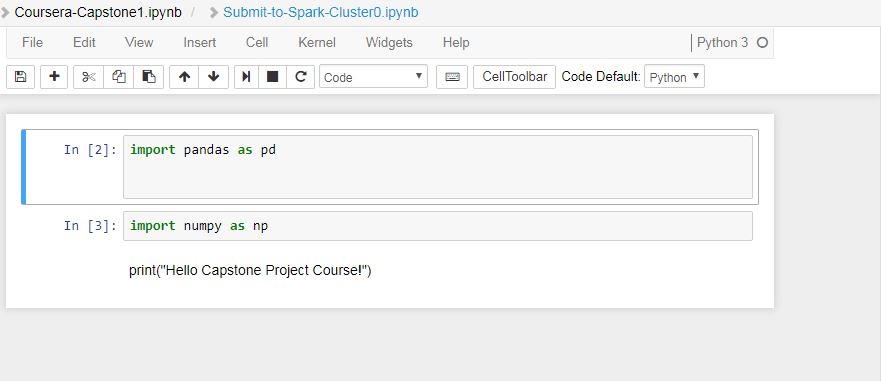 Coursera-Capstone1.ipynb / Submit-to-Spark-Cluster0.ipynb
File Edit View Insert Cell Kernel Widgets Help Python 3
Code CellToolbar Code Default: Python
In [2]: import pandas as pd
In [3]: import numpy as np
print("Hello Capstone Project Course!")